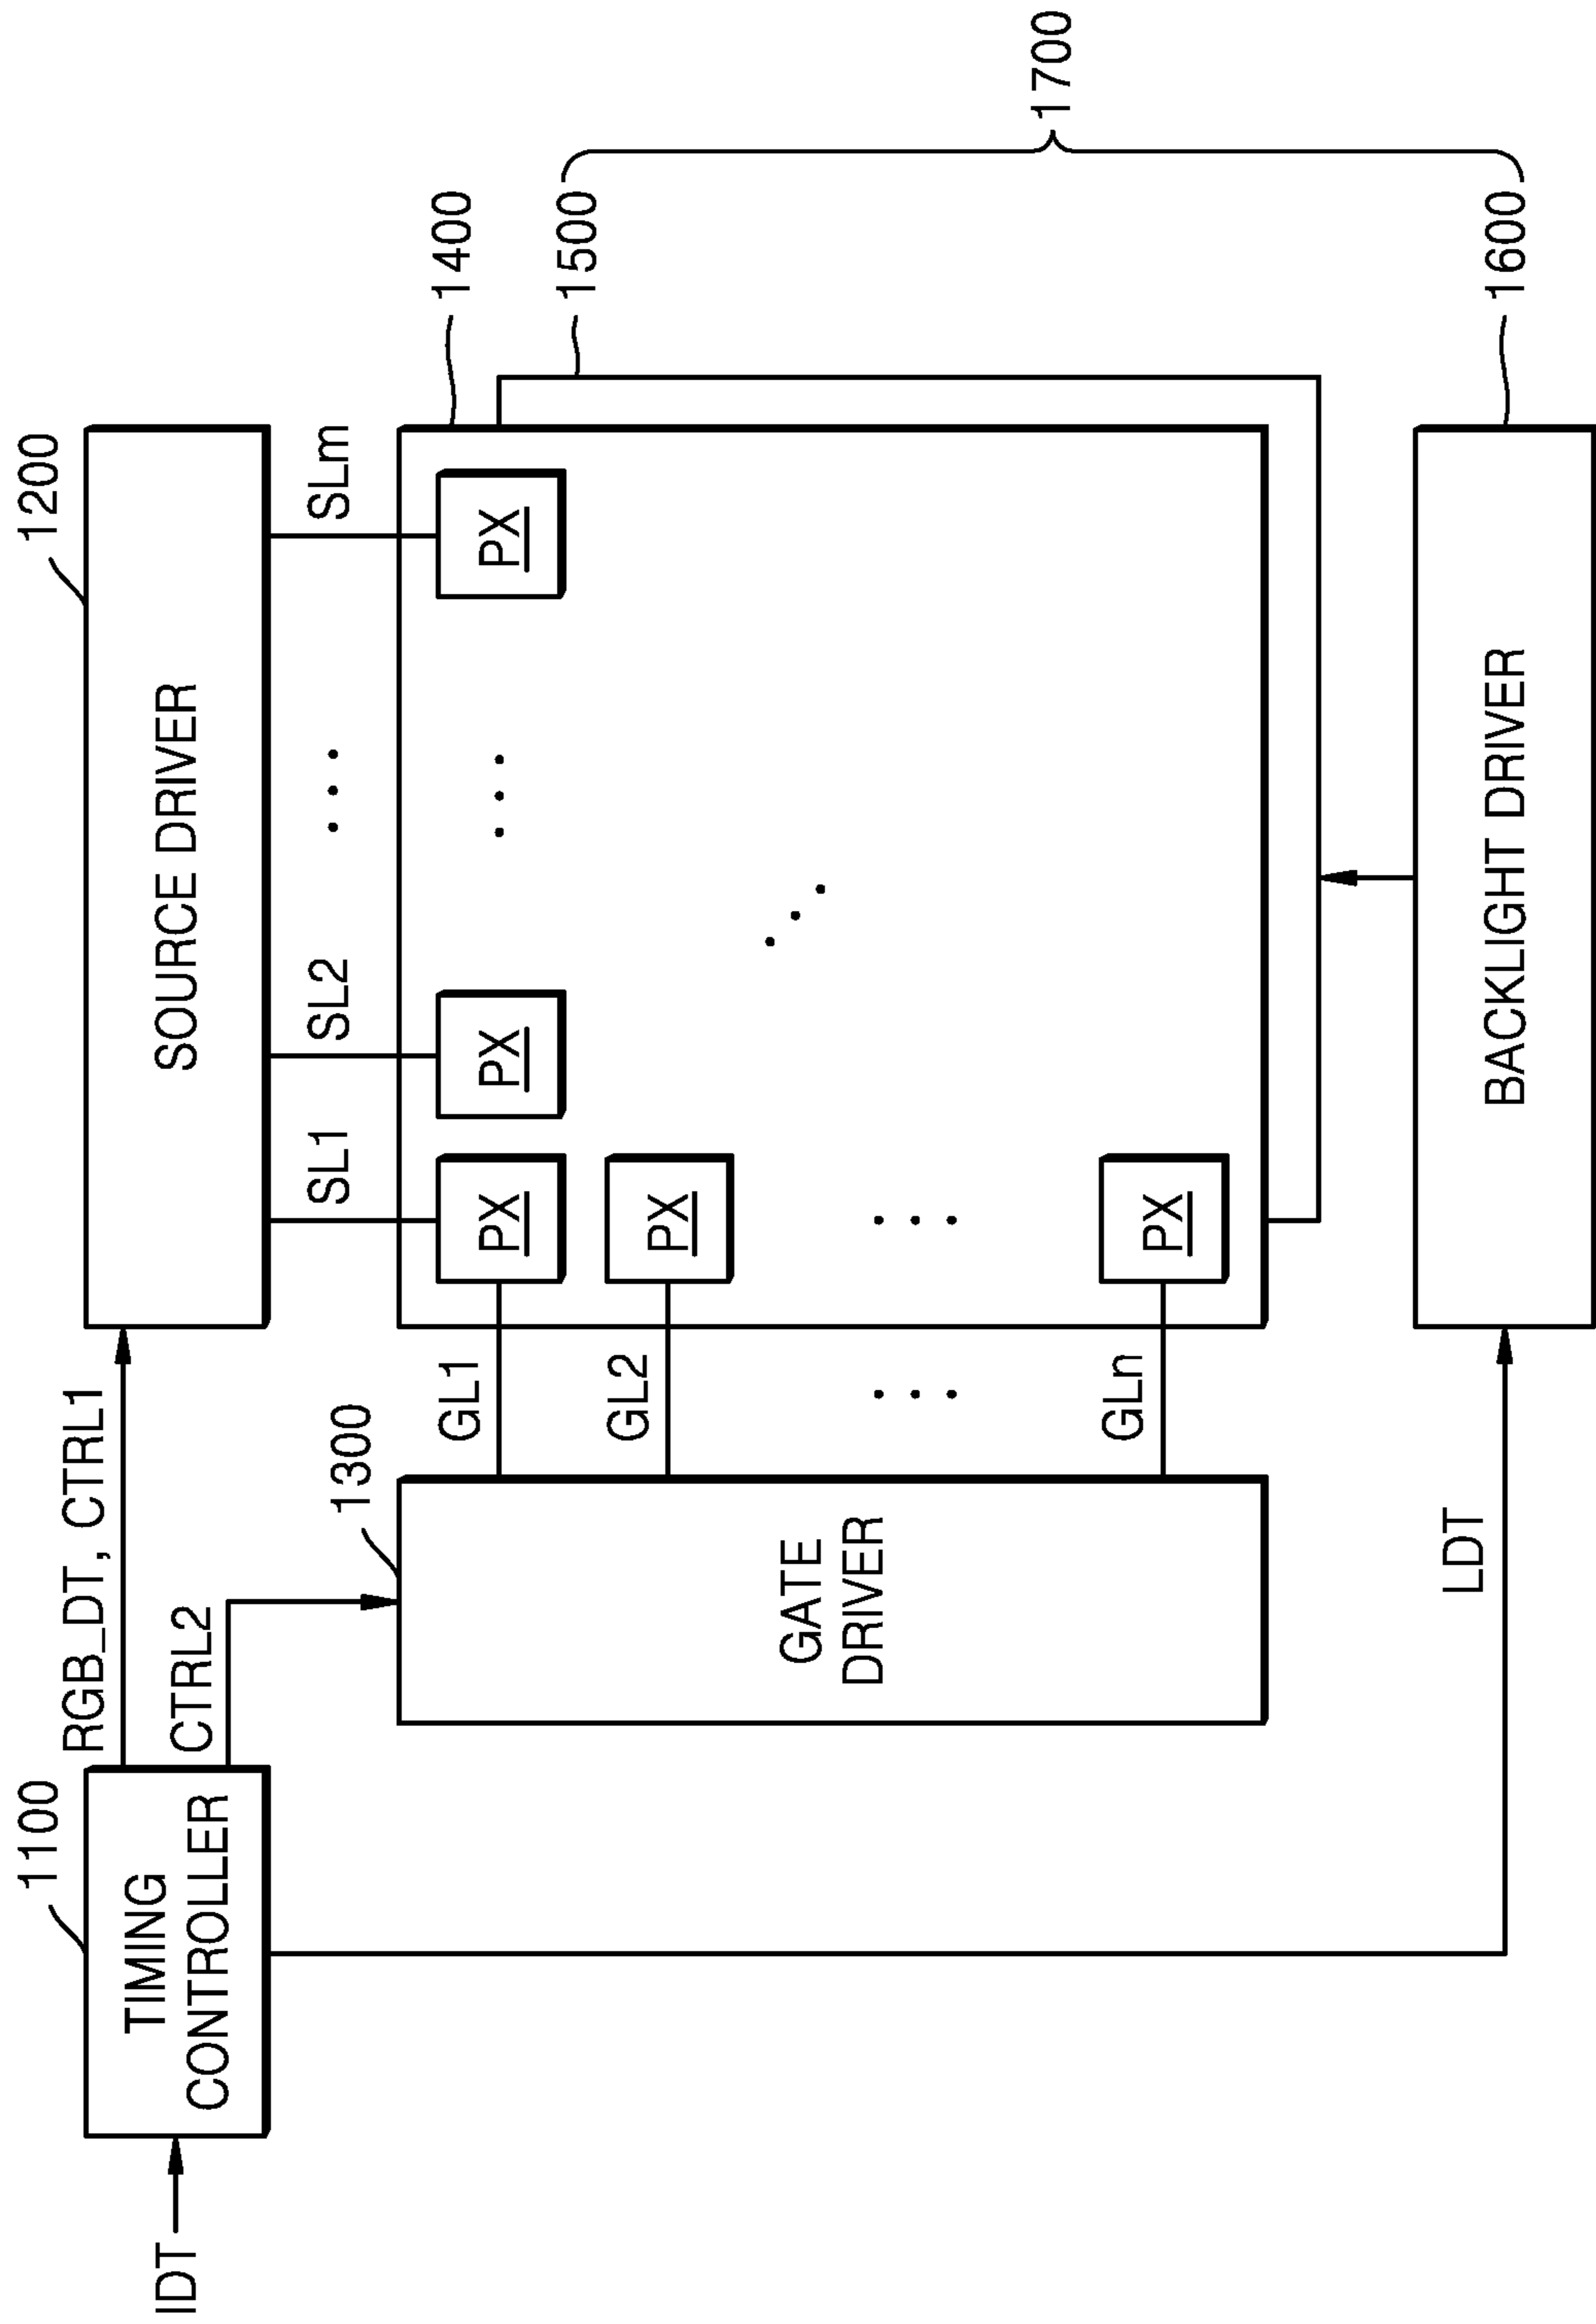 1100
1200
RGB_DT, CTRL1
IDT
TIMING
CONTROLLER
SOURCE DRIVER
CTRL2
SL1
SL2
SLm
1300
1400
GL1
PX
PX
PX
1500
GL2
PX
GATE
DRIVER
1700
GLn
PX
LDT
BACKLIGHT DRIVER
1600